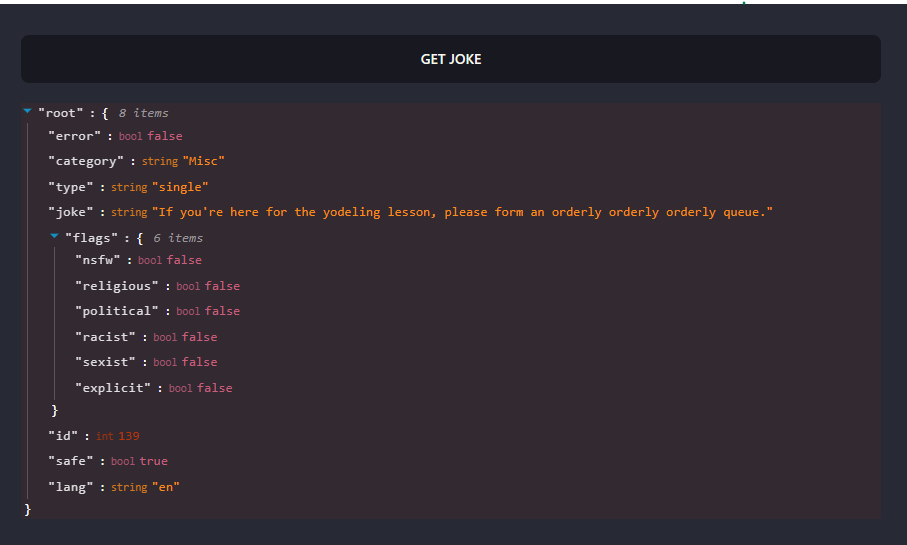 GET JOKE
"root" : { 8 items
"error" : bool false
"category" : string "Misc"
"type" : string "single"
"joke" : string "If you're here for the yodeling lesson, please form an orderly orderly orderly queue."
"flags" : { 6 items
"nsfw" : bool false
"religious" : bool false
"political" : bool false
"racist" : bool false
"sexist" : bool false
"explicit" : bool false
}
"id" : int 139
"safe" : bool true
"lang" : string "en"
}